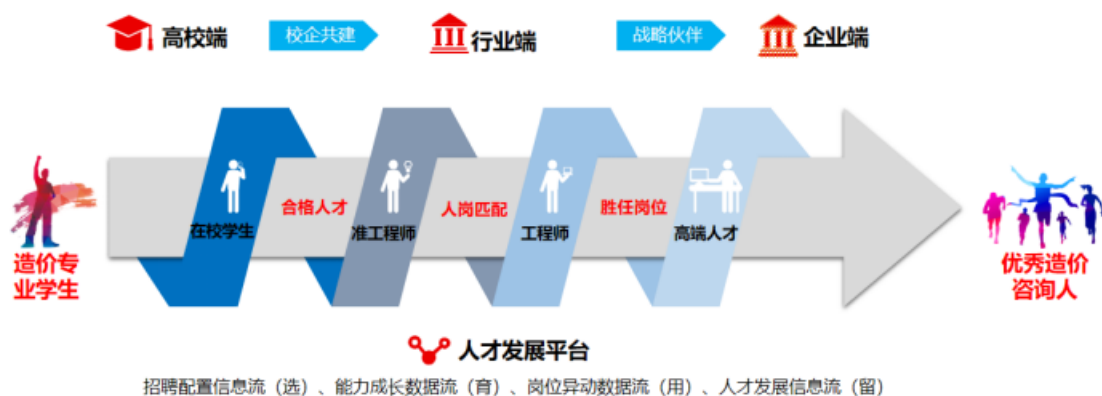 高校端 校企共建 行业端 战略伙伴 企业端
合格人才 人岗匹配 胜任岗位
在校学生 准工程师 工程师 高端人才
造价专
业学生
优秀造价
咨询人
人才发展平台
招聘配置信息流（选）、能力成长数据流（育）、岗位异动数据流（用）、人才发展信息流（留）